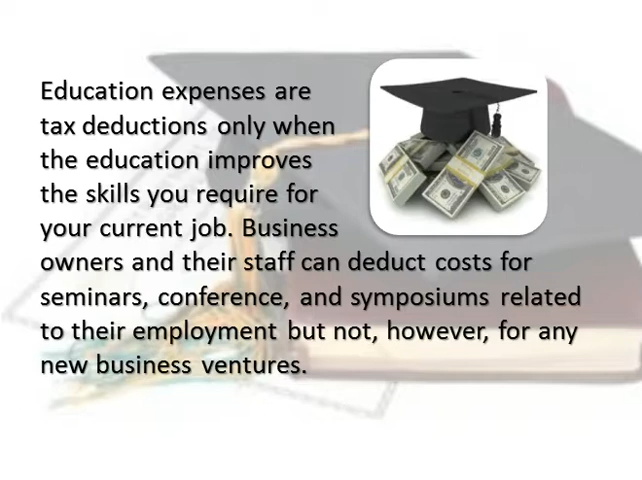 Education expenses are
tax deductions only when
the education improves
the skills you require for
your current job. Business
owners and their staff can deduct costs for
seminars, conference, and symposiums related
to their employment but not, however, for any
new business ventures.